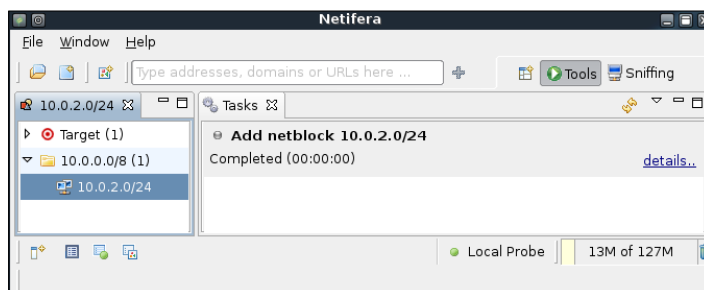 Netifera
File Window Help
Type addresses, domains or URLs here ...
Tools
Sniffing
10.0.2.0/24
Tasks
Target (1)
10.0.0.0/8 (1)
10.0.2.0/24
Add netblock 10.0.2.0/24
Completed (00:00:00)
details..
Local Probe
13M of 127M